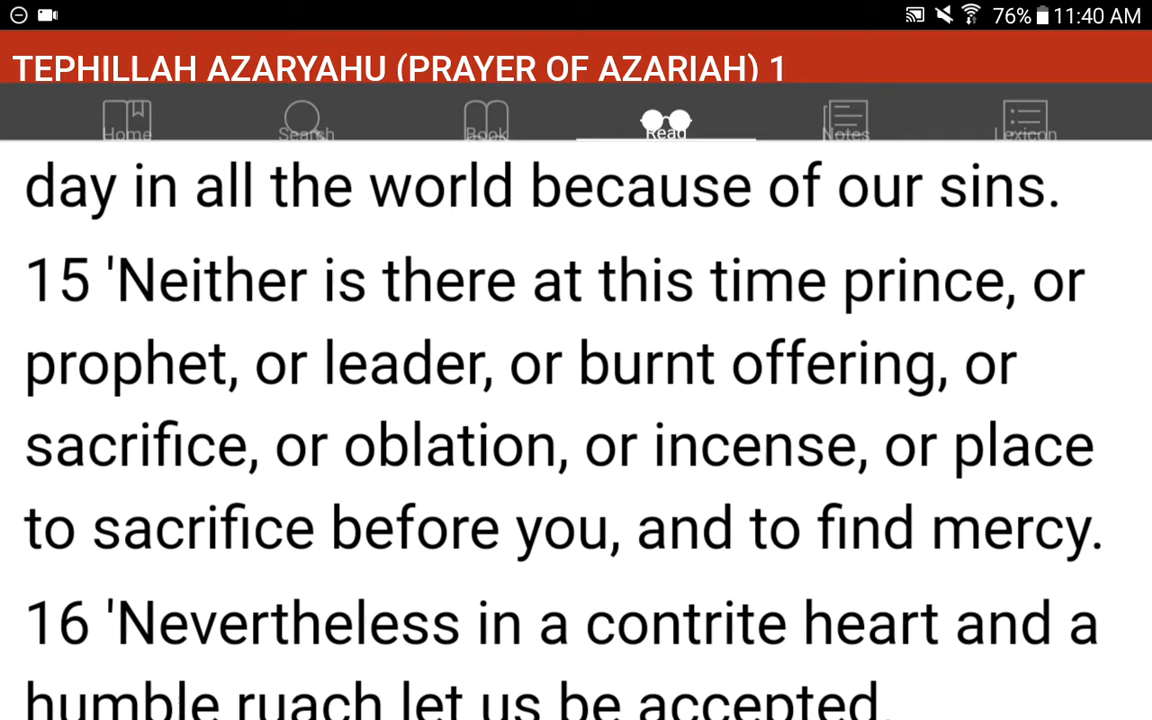 76% 11:40 AM
TEPHILLAH AZARYAHU (PRAYER OF AZARIAH) 1
Home Search Book Read Notes Lexicon
day in all the world because of our sins.
15 'Neither is there at this time prince, or
prophet, or leader, or burnt offering, or
sacrifice, or oblation, or incense, or place
to sacrifice before you, and to find mercy.
16 'Nevertheless in a contrite heart and a
humble ruach let us be accepted.